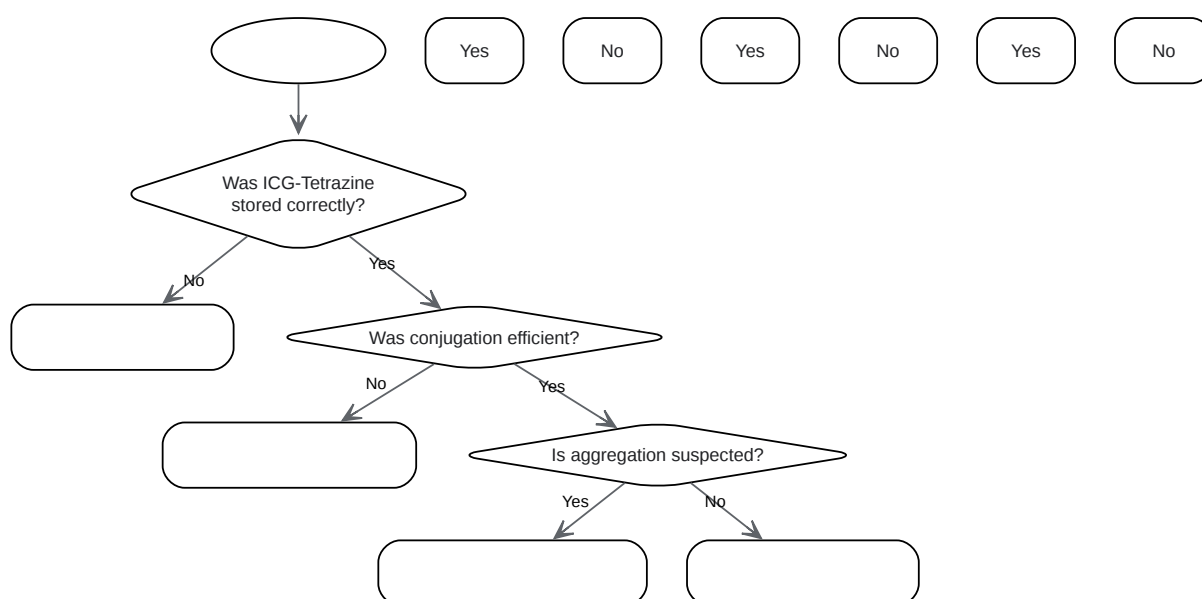 Yes
No
Yes
No
Yes
No
Was ICG-Tetrazine
stored correctly?
No
Yes
Was conjugation efficient?
No
Yes
Is aggregation suspected?
Yes
No